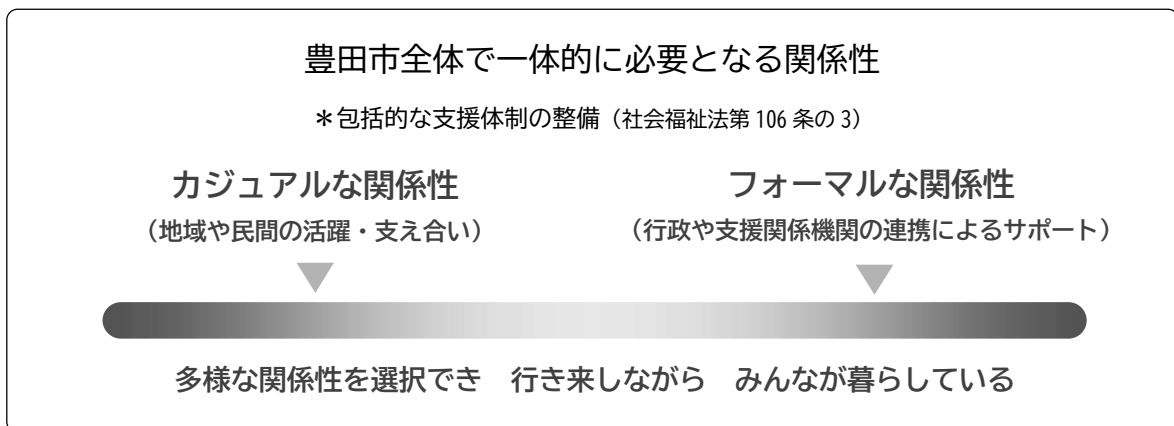 豊田市全体で一体的に必要となる関係性
＊包括的な支援体制の整備（社会福祉法第 106 条の 3）
カジュアルな関係性
（地域や民間の活躍・支え合い）
フォーマルな関係性
（行政や支援関係機関の連携によるサポート）
多様な関係性を選択でき　行き来しながら　みんなが暮らしている